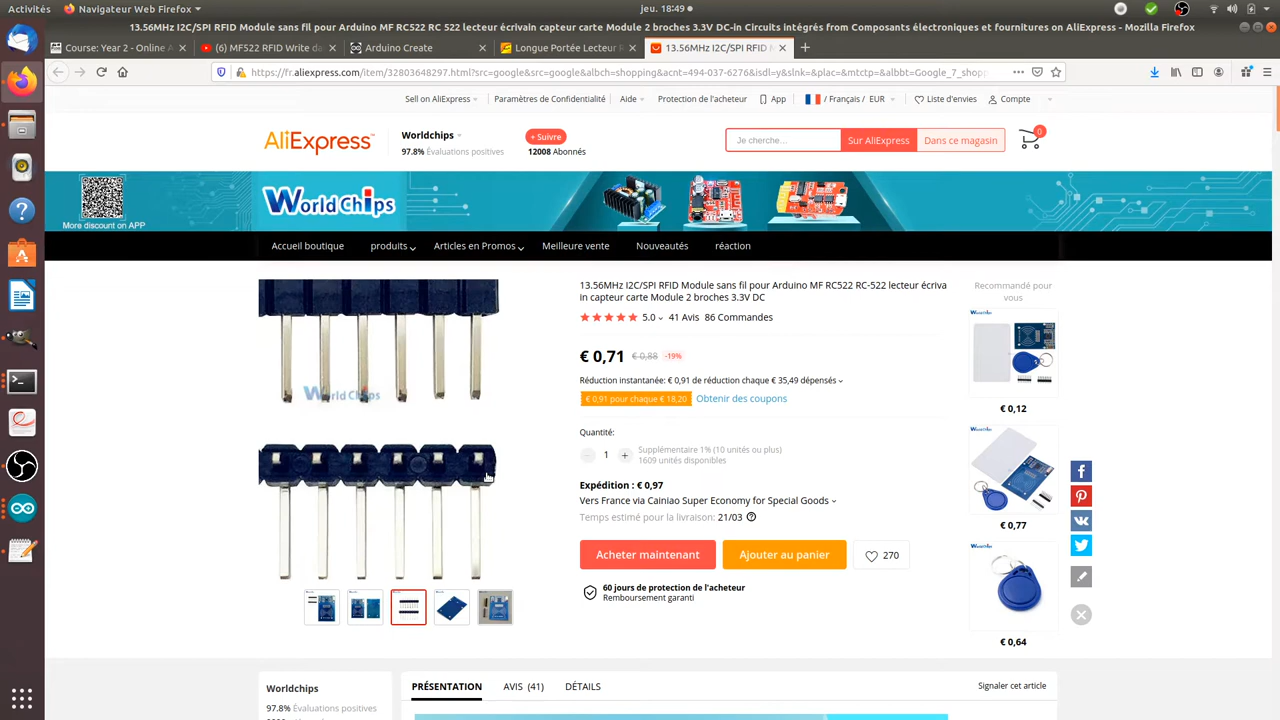 Activities
Firefox Web Browser
Jeu. 18:49
13.56MHz I2C/SPI RFID Module sans fil pour Arduino MF RC522 RC 522 lecteur écriva In capteur carte Module 2 broches 3.3V DC-in Circuits Intégrés from Composants électroniques et fournitures on AliExpress - Mozilla Firefox
Course: Year 2 - Online A
(6) MF522 RFID Write da
Arduino Create
Longue Portée Lecteur R
13.56MHz I2C/SPI RFID M
https://fr.aliexpress.com/item/32803648297.html?src=google&src=google&albch=shopping&acnt=494-037-6276&isdl=y&slnk=&plac=&mtctp=&albbt=Google_7_shopp
Sell on AliExpress
Paramètres de Confidentialité
Aide
Protection de l'acheteur
App
/ Français / EUR
Liste d'envies
Compte
AliExpress
Worldchips
97.8% Évaluations positives
+ Suivre
12008 Abonnés
Je cherche...
Sur AliExpress
Dans ce magasin
0
More discount on APP
World Chips
Accueil boutique
produits
Articles en Promos
Meilleure vente
Nouveautés
réaction
World Chips
13.56MHz I2C/SPI RFID Module sans fil pour Arduino MF RC522 RC-522 lecteur écriva
In capteur carte Module 2 broches 3.3V DC
5.0 41 Avis 86 Commandes
€ 0,71 € 0,88 -19%
Réduction instantanée: € 0,91 de réduction chaque € 35,49 dépensés
€ 0,91 pour chaque € 18,20 Obtenir des coupons
Quantité:
1
Supplémentaire 1% (10 unités ou plus)
1609 unités disponibles
Expédition : € 0,97
Vers France via Cainiao Super Economy for Special Goods
Temps estimé pour la livraison: 21/03
Acheter maintenant
Ajouter au panier
270
60 jours de protection de l'acheteur
Remboursement garanti
Recommandé pour
vous
€ 0,12
€ 0,77
€ 0,64
Worldchips
97.8% Évaluations positives
PRÉSENTATION
AVIS (41)
DÉTAILS
Signaler cet article